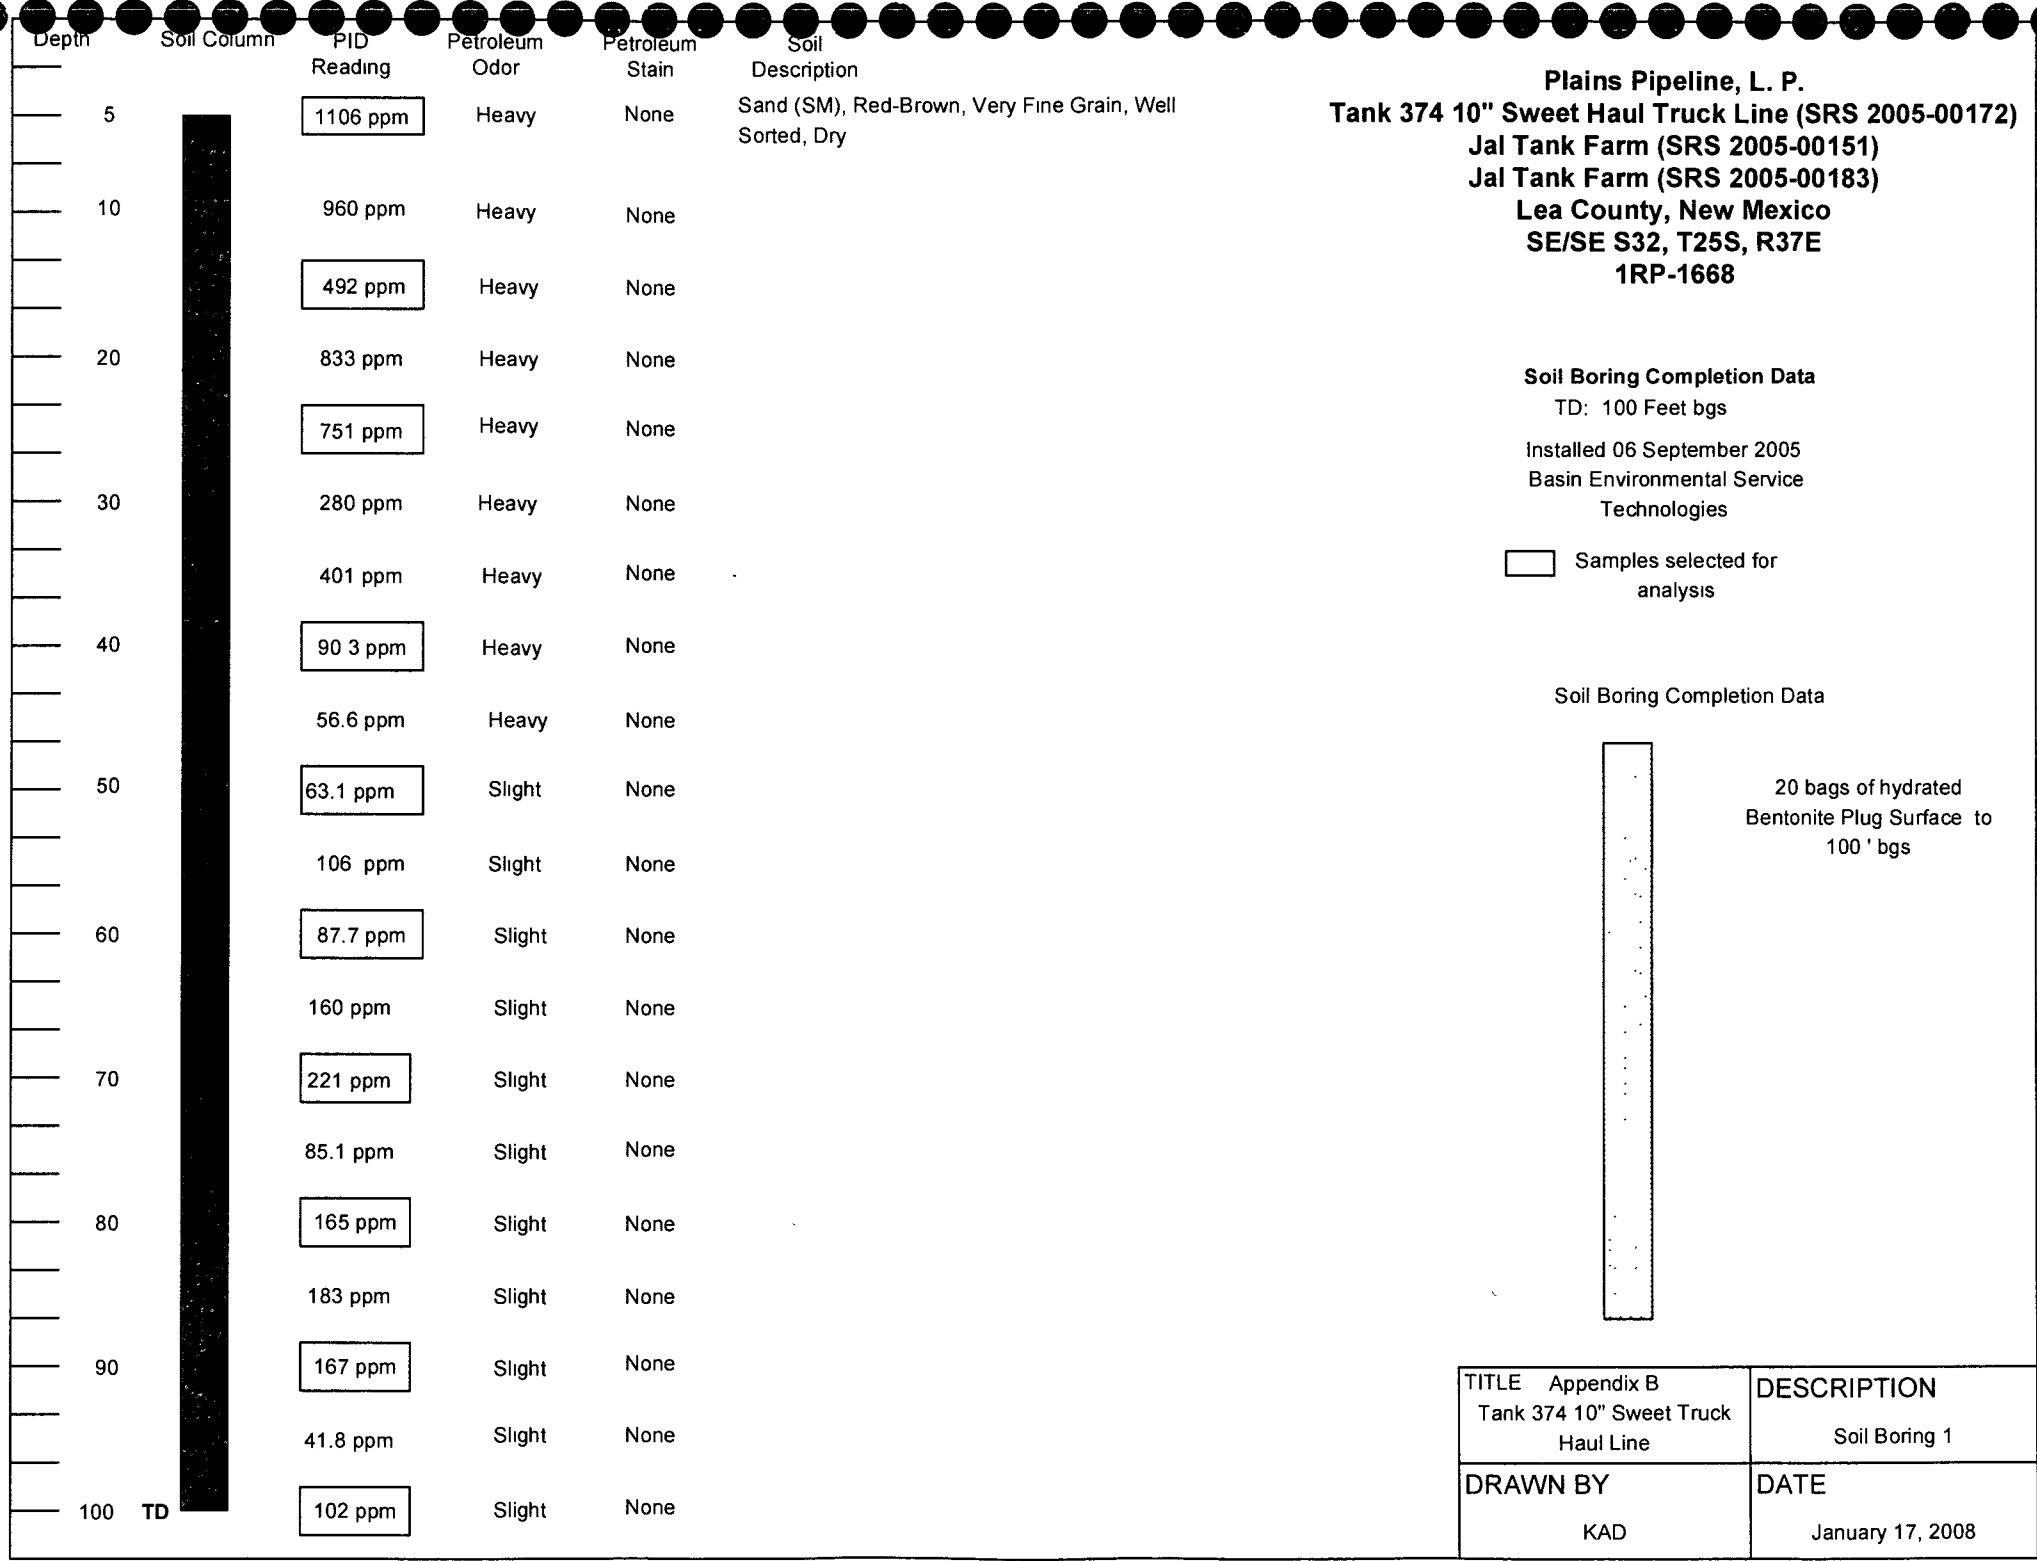 Depth Soil Column PID Petroleum Petroleum Soil
Reading Odor Stain Description
5 1106 ppm Heavy None Sand (SM), Red-Brown, Very Fine Grain, Well
Sorted, Dry
10 960 ppm Heavy None
492 ppm Heavy None
20 833 ppm Heavy None
751 ppm Heavy None
30 280 ppm Heavy None
401 ppm Heavy None
40 90 3 ppm Heavy None
56.6 ppm Heavy None
50 63.1 ppm Slight None
106 ppm Slight None
60 87.7 ppm Slight None
160 ppm Slight None
70 221 ppm Slight None
85.1 ppm Slight None
80 165 ppm Slight None
183 ppm Slight None
90 167 ppm Slight None
41.8 ppm Slight None
100 TD 102 ppm Slight None
Plains Pipeline, L. P.
Tank 374 10" Sweet Haul Truck Line (SRS 2005-00172)
Jal Tank Farm (SRS 2005-00151)
Jal Tank Farm (SRS 2005-00183)
Lea County, New Mexico
SE/SE S32, T25S, R37E
1RP-1668
Soil Boring Completion Data
TD: 100 Feet bgs
Installed 06 September 2005
Basin Environmental Service
Technologies
Samples selected for
analysis
Soil Boring Completion Data
20 bags of hydrated
Bentonite Plug Surface to
100 ' bgs
TITLE Appendix B
Tank 374 10" Sweet Truck
Haul Line
DESCRIPTION
Soil Boring 1
DRAWN BY
KAD
DATE
January 17, 2008